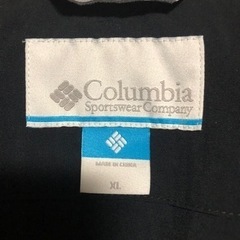 Columbia
Sportswear Company
MADE IN CHINA
XL